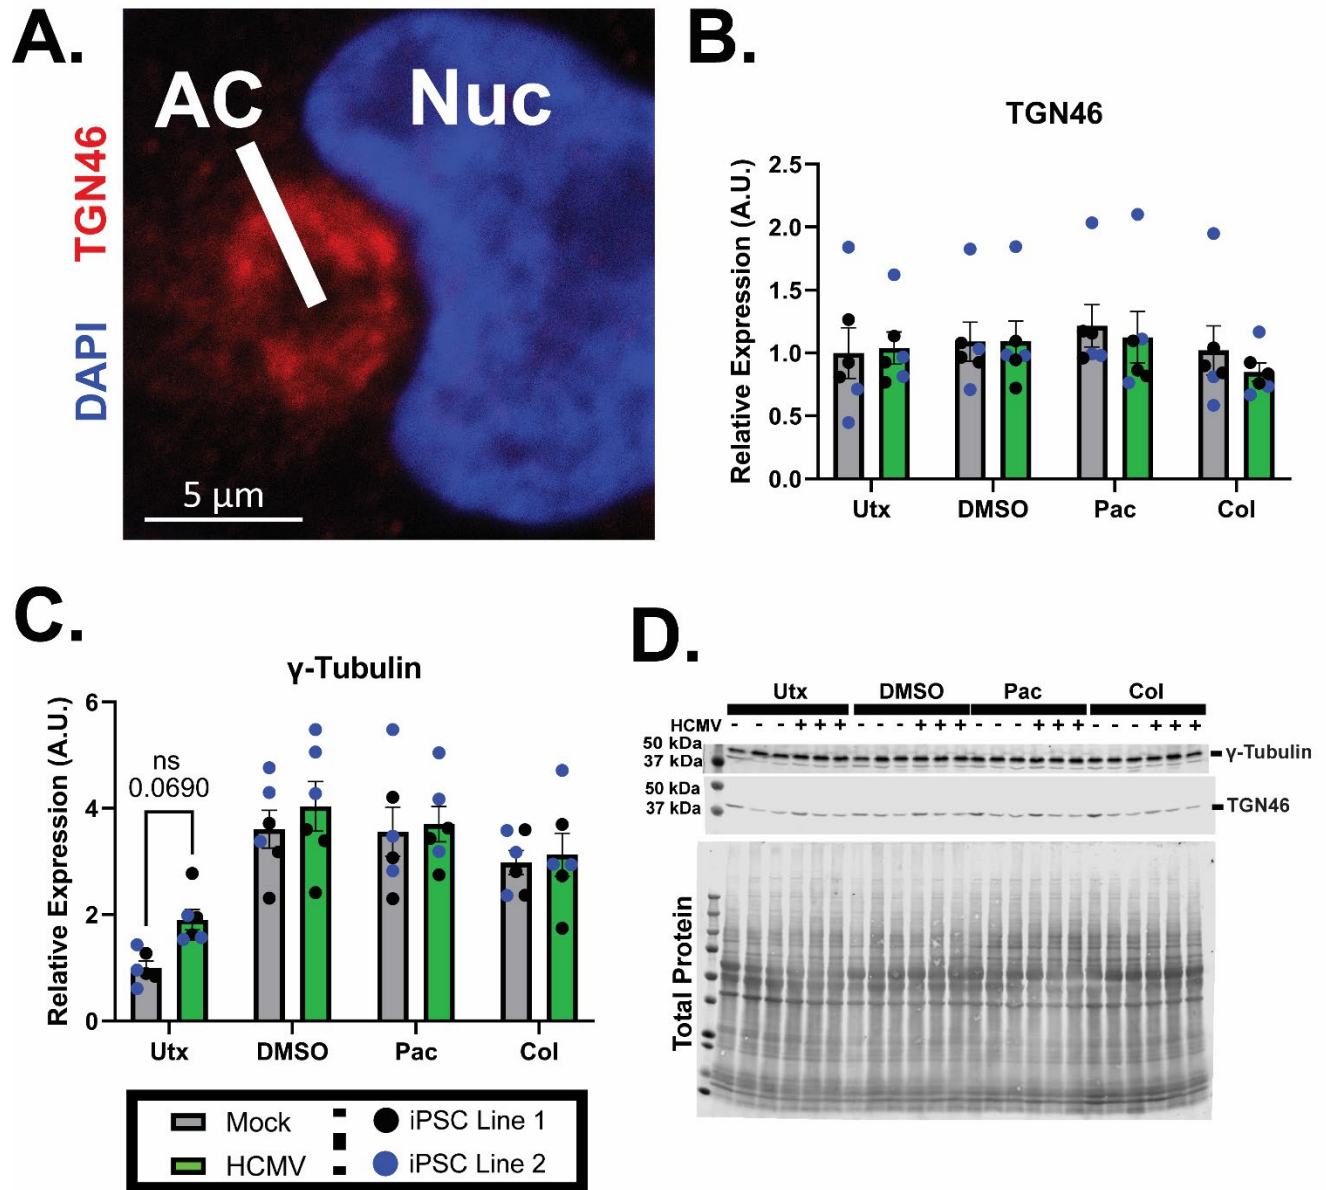 A.
TGN46
DAPI
AC
Nuc
5 µm
B.
TGN46
Relative Expression (A.U.)
2.5
2.0
1.5
1.0
0.5
0.0
Utx DMSO Pac Col
C.
γ-Tubulin
Relative Expression (A.U.)
6
4
2
0
ns
0.0690
Utx DMSO Pac Col
Mock
HCMV
iPSC Line 1
iPSC Line 2
D.
Utx DMSO Pac Col
HCMV - - - + + + - - - + + + - - - + + + - - - + + +
50 kDa
37 kDa
γ-Tubulin
50 kDa
37 kDa
TGN46
Total Protein